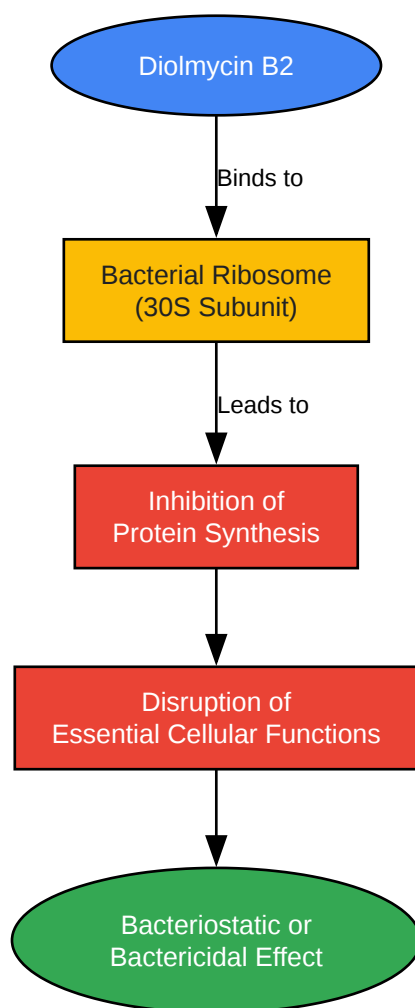 Diolmycin B2
Binds to
Bacterial Ribosome
(30S Subunit)
Leads to
Inhibition of
Protein Synthesis
Disruption of
Essential Cellular Functions
Bacteriostatic or
Bactericidal Effect